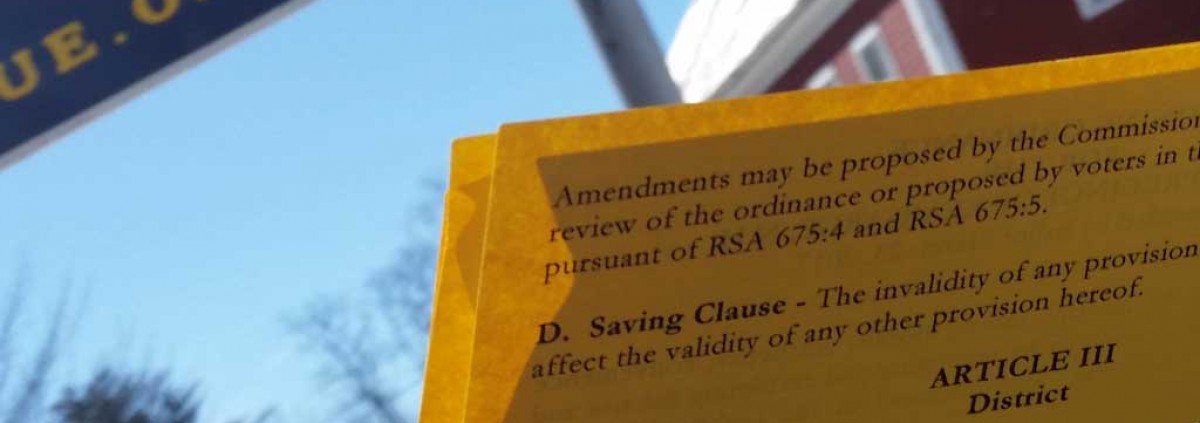 UE.O
Amendments may be proposed by the Commission
review of the ordinance or proposed by voters in th
pursuant of RSA 675:4 and RSA 675:5.
D. Saving Clause - The invalidity of any provision
affect the validity of any other provision hereof.
ARTICLE III
District